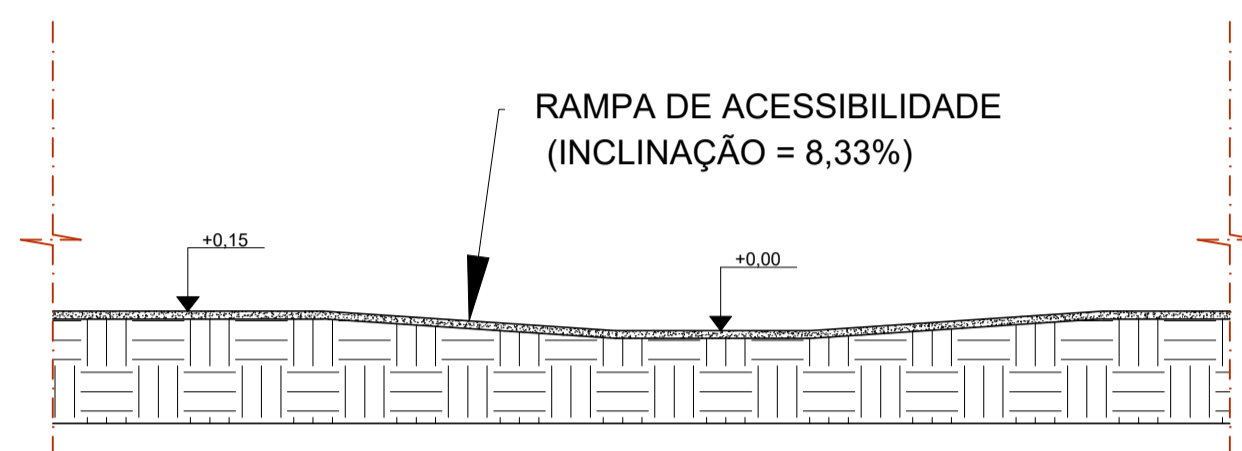 RAMPA DE ACESSIBILIDADE
(INCLINAÇÃO = 8,33%)
+0,15
+0,00